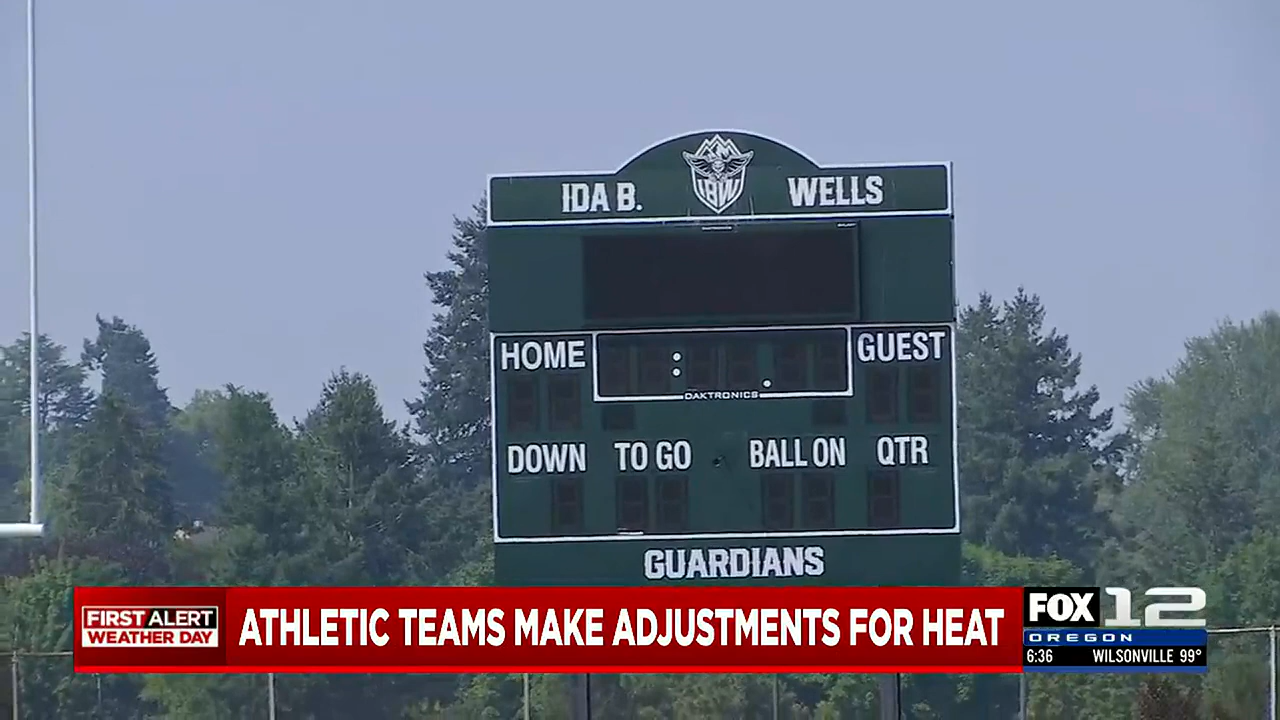 IDA B. WELLS
IBW
HOME
GUEST
DAKTRONICS
DOWN TO GO BALL ON QTR
GUARDIANS
FIRST ALERT
WEATHER DAY
ATHLETIC TEAMS MAKE ADJUSTMENTS FOR HEAT
FOX 12
OREGON
6:36 WILSONVILLE 99°